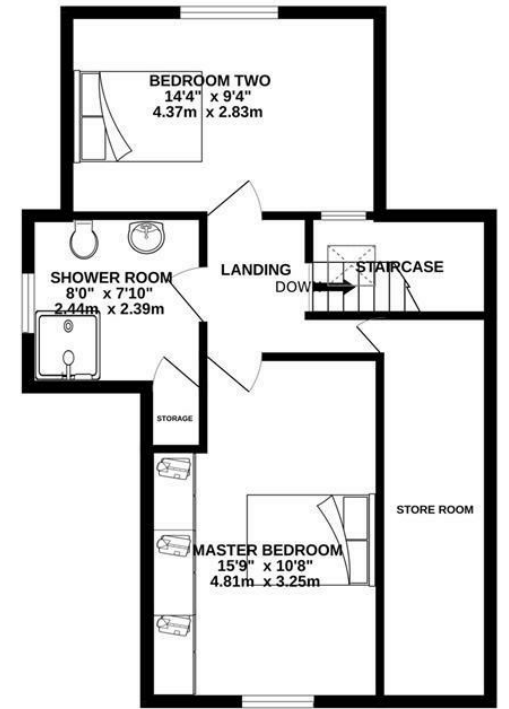 BEDROOM TWO
14'4" x 9'4"
4.37m x 2.83m
SHOWER ROOM
8'0" x 7'10"
2.44m x 2.39m
LANDING
STAIRCASE
DOWN
STORAGE
STORE ROOM
MASTER BEDROOM
15'9" x 10'8"
4.81m x 3.25m